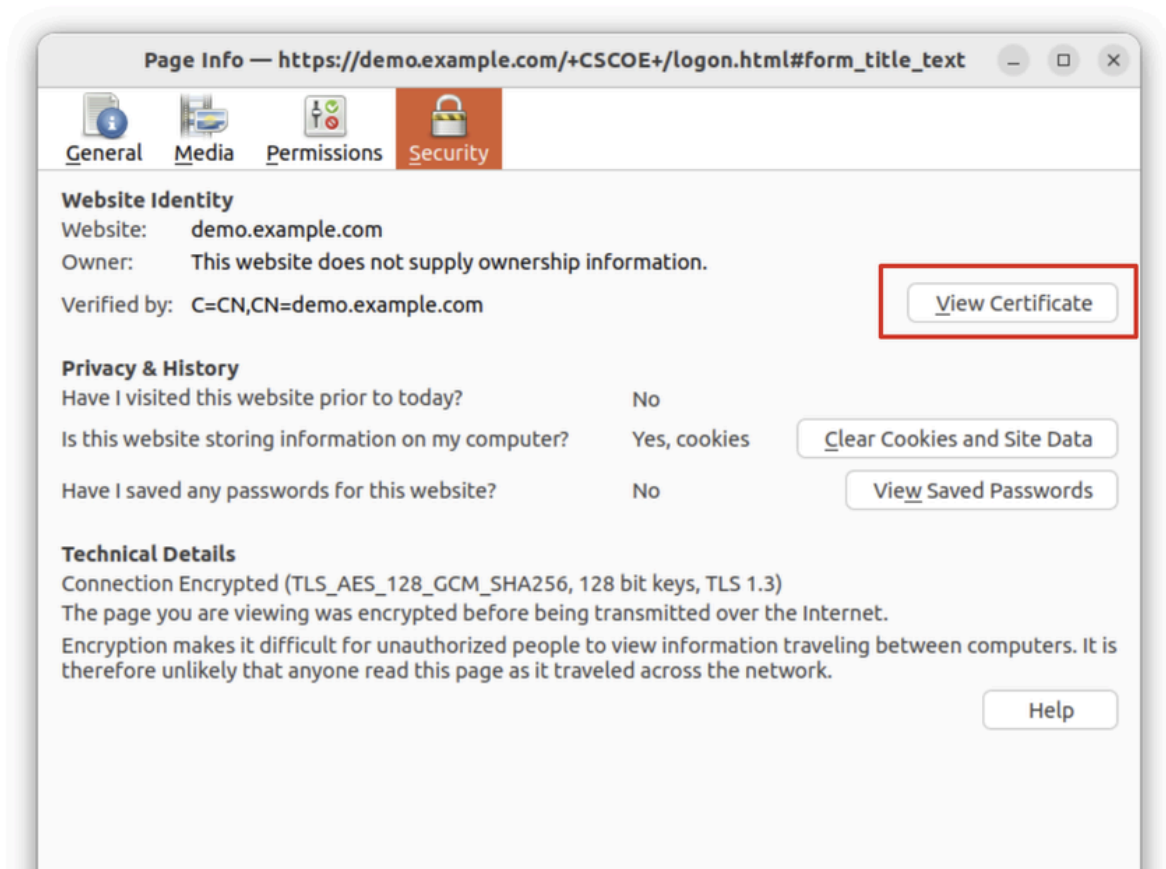 Page Info — https://demo.example.com/+CSCOE+/logon.html#form_title_text
General Media Permissions Security
Website Identity
Website: demo.example.com
Owner: This website does not supply ownership information.
Verified by: C=CN,CN=demo.example.com View Certificate
Privacy & History
Have I visited this website prior to today? No
Is this website storing information on my computer? Yes, cookies Clear Cookies and Site Data
Have I saved any passwords for this website? No View Saved Passwords
Technical Details
Connection Encrypted (TLS_AES_128_GCM_SHA256, 128 bit keys, TLS 1.3)
The page you are viewing was encrypted before being transmitted over the Internet.
Encryption makes it difficult for unauthorized people to view information traveling between computers. It is
therefore unlikely that anyone read this page as it traveled across the network.
Help